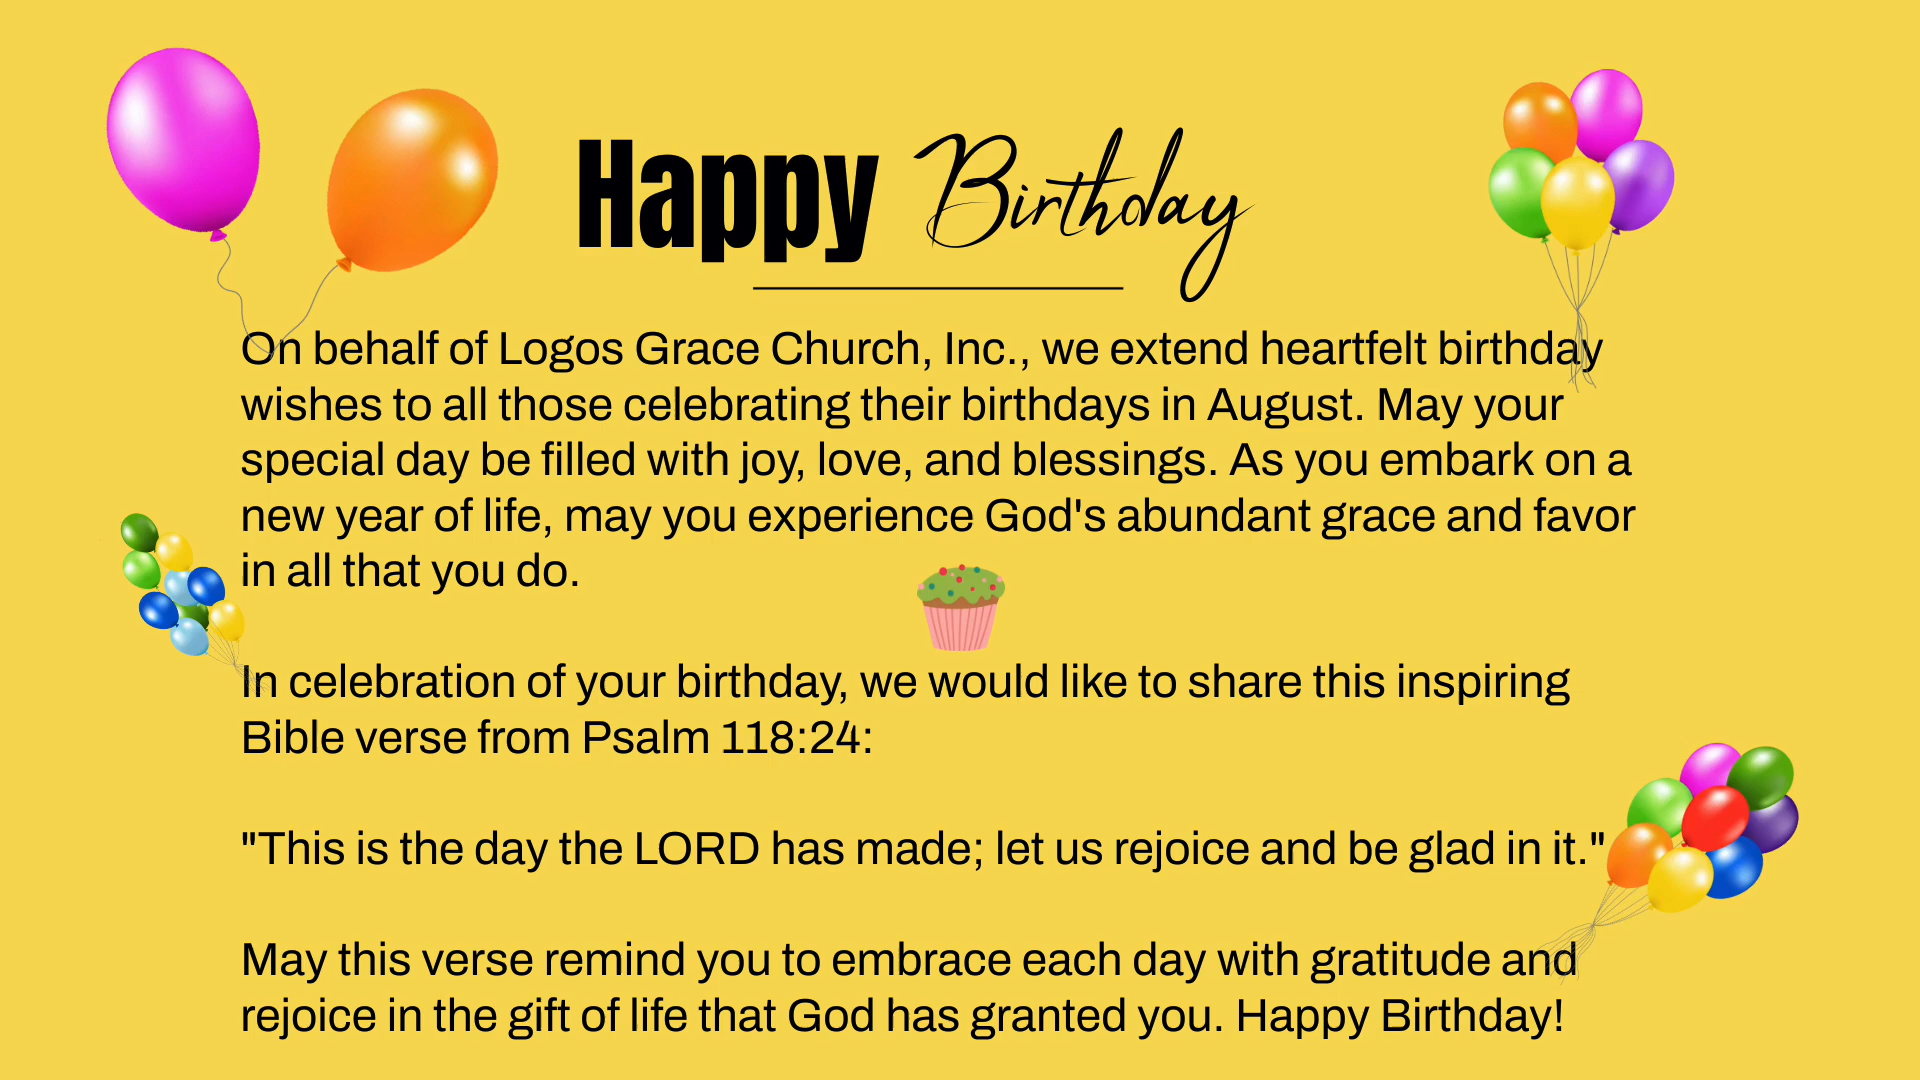 Happy Birthday
On behalf of Logos Grace Church, Inc., we extend heartfelt birthday
wishes to all those celebrating their birthdays in August. May your
special day be filled with joy, love, and blessings. As you embark on a
new year of life, may you experience God's abundant grace and favor
in all that you do.
In celebration of your birthday, we would like to share this inspiring
Bible verse from Psalm 118:24:
"This is the day the LORD has made; let us rejoice and be glad in it."
May this verse remind you to embrace each day with gratitude and
rejoice in the gift of life that God has granted you. Happy Birthday!